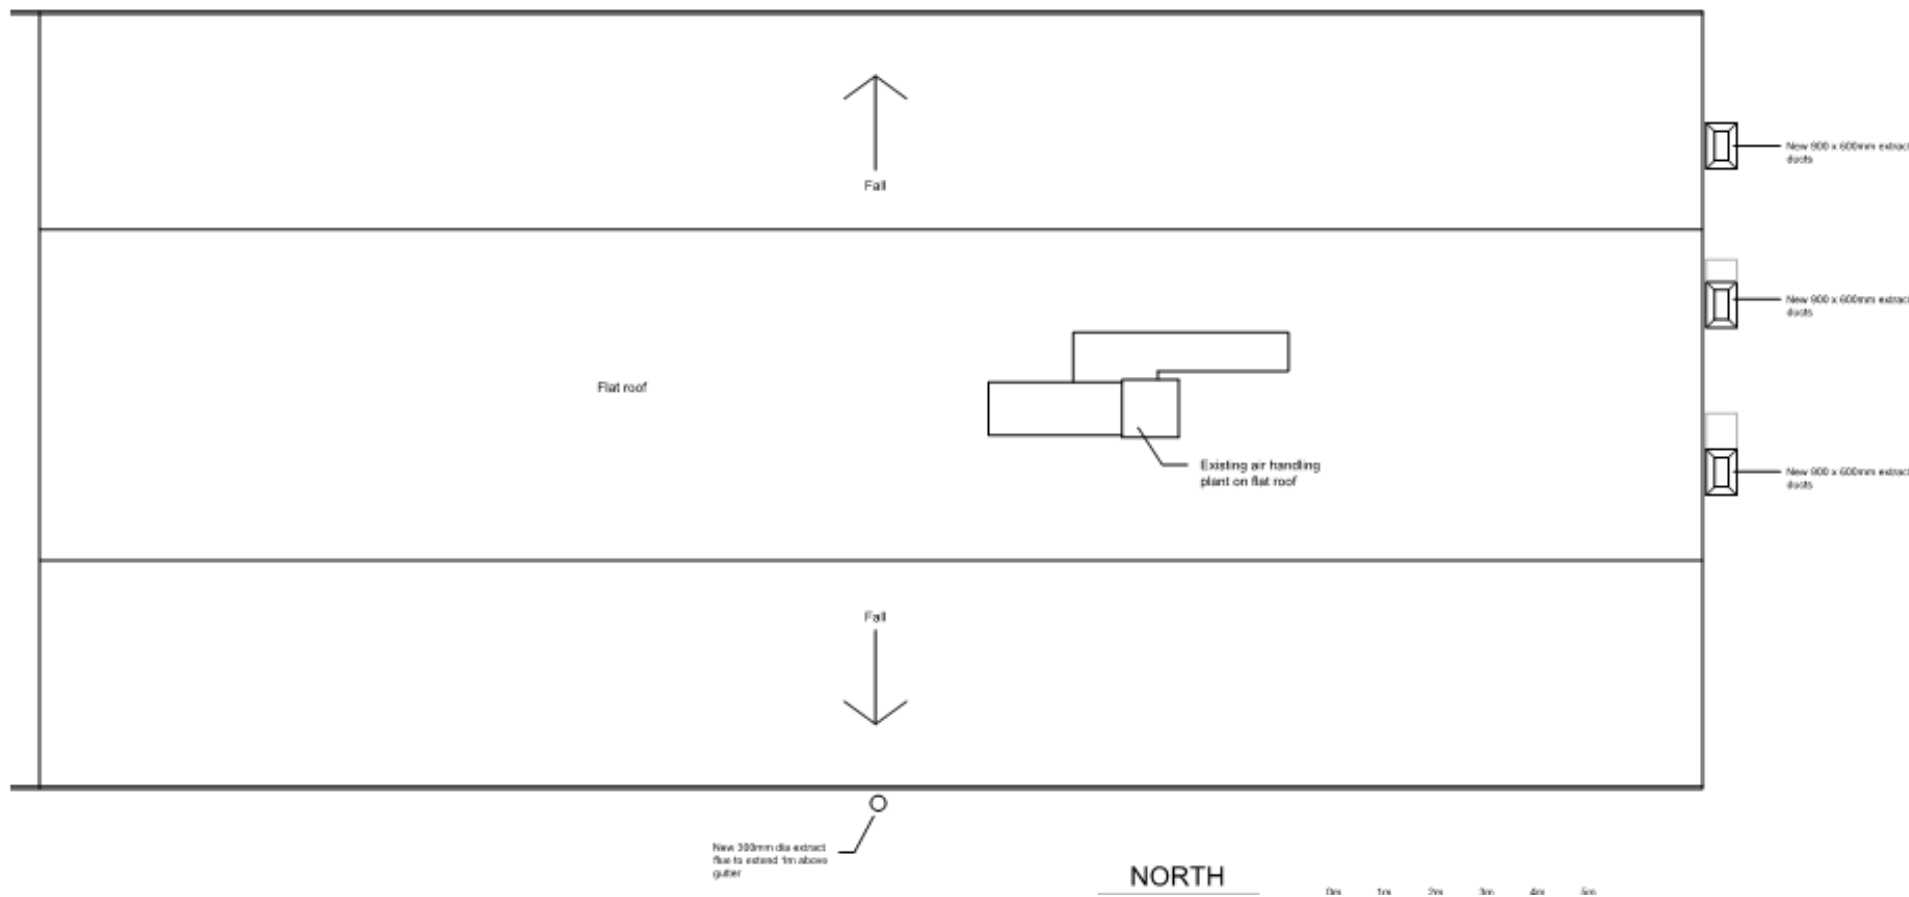 Fall
New 900 x 600mm extract
ducts
New 900 x 600mm extract
ducts
Flat roof
Existing air handling
plant on flat roof
New 900 x 600mm extract
ducts
Fall
New 300mm dia extract
flue to extend 1m above
gutter
NORTH
0m 1m 2m 3m 4m 5m